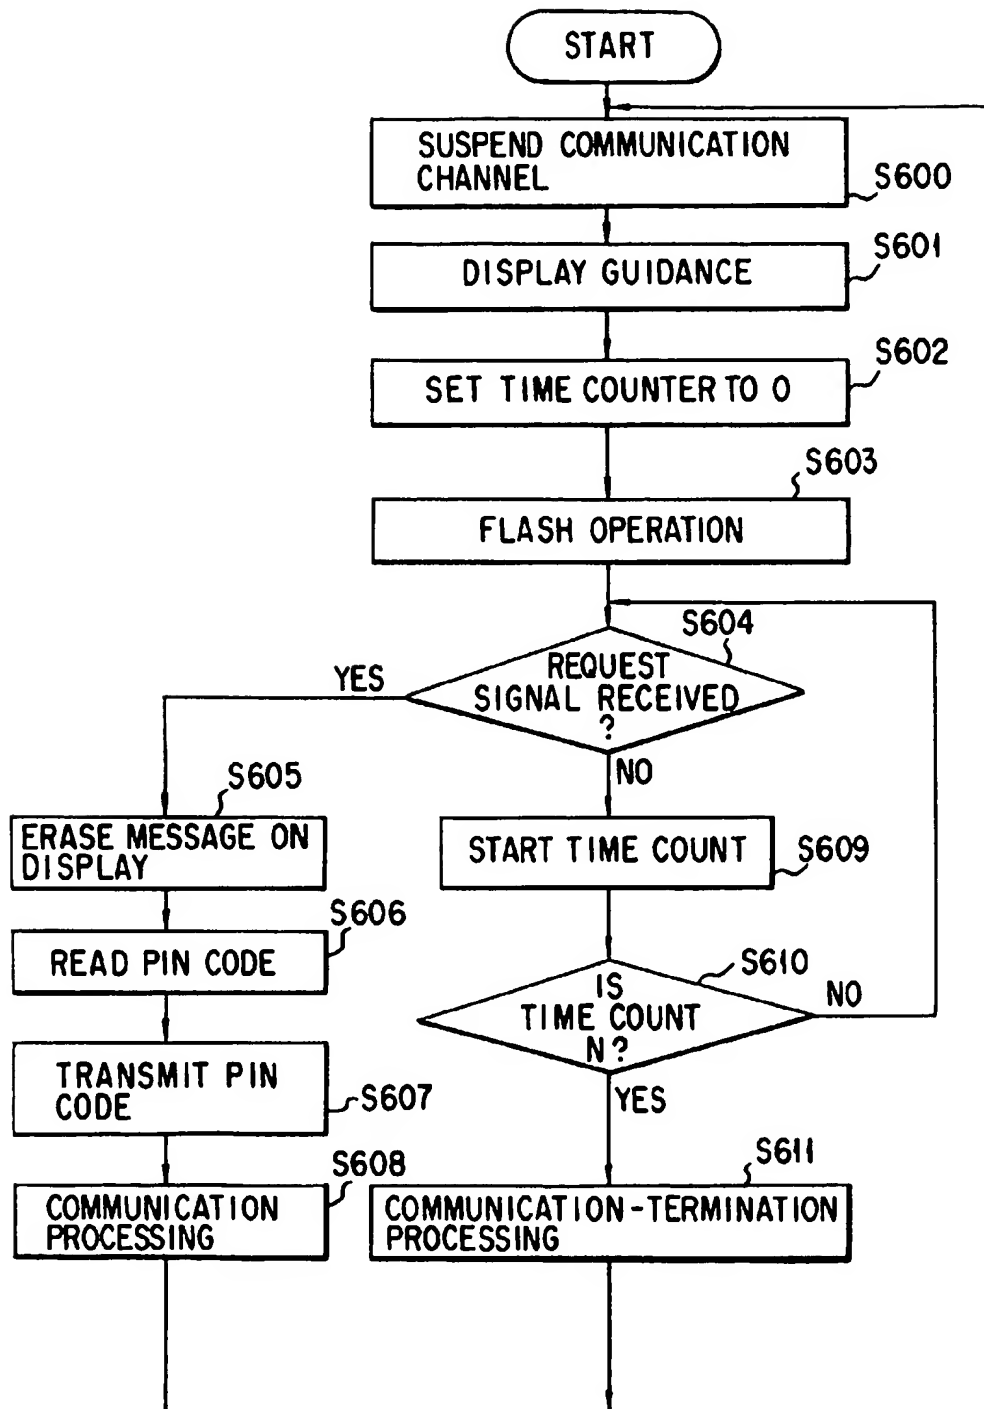 START
SUSPEND COMMUNICATION
CHANNEL
S600
DISPLAY GUIDANCE
S601
SET TIME COUNTER TO 0
S602
S603
FLASH OPERATION
S604
REQUEST
SIGNAL RECEIVED
?
YES
NO
S605
ERASE MESSAGE ON
DISPLAY
START TIME COUNT
S609
S606
READ PIN CODE
S610
IS
TIME COUNT
N?
NO
YES
TRANSMIT PIN
CODE
S607
S608
COMMUNICATION
PROCESSING
S611
COMMUNICATION-TERMINATION
PROCESSING